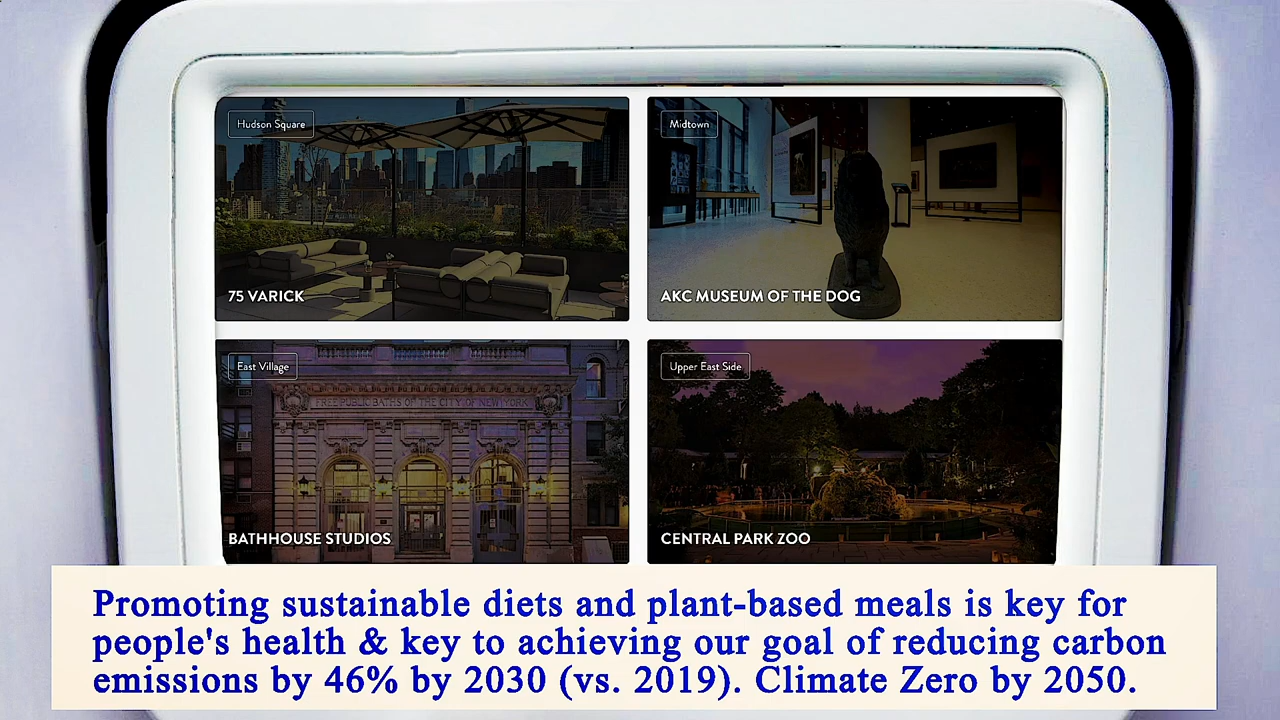 Hudson Square
75 VARICK
Midtown
AKC MUSEUM OF THE DOG
East Village
FREE PUBLIC BATHS OF THE CITY OF NEW YORK
BATHHOUSE STUDIOS
Upper East Side
CENTRAL PARK ZOO
Promoting sustainable diets and plant-based meals is key for
people's health & key to achieving our goal of reducing carbon
emissions by 46% by 2030 (vs. 2019). Climate Zero by 2050.